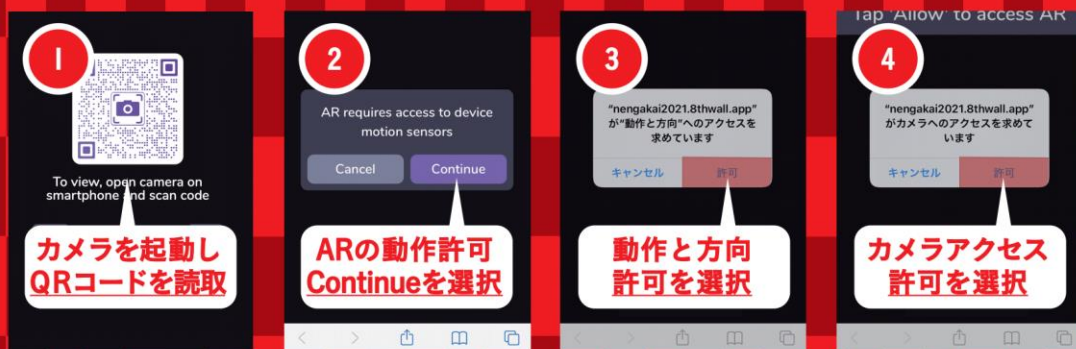 1
To view, open camera on
smartphone and scan code
カメラを起動し
QRコードを読取
2
AR requires access to device
motion sensors
Cancel
Continue
ARの動作許可
Continueを選択
3
"nengakai2021.8thwall.app"
が"動作と方向"へのアクセスを
求めています
キャンセル
許可
動作と方向
許可を選択
Tap 'Allow' to access AR
4
"nengakai2021.8thwall.app"
がカメラへのアクセスを求めて
います
キャンセル
許可
カメラアクセス
許可を選択